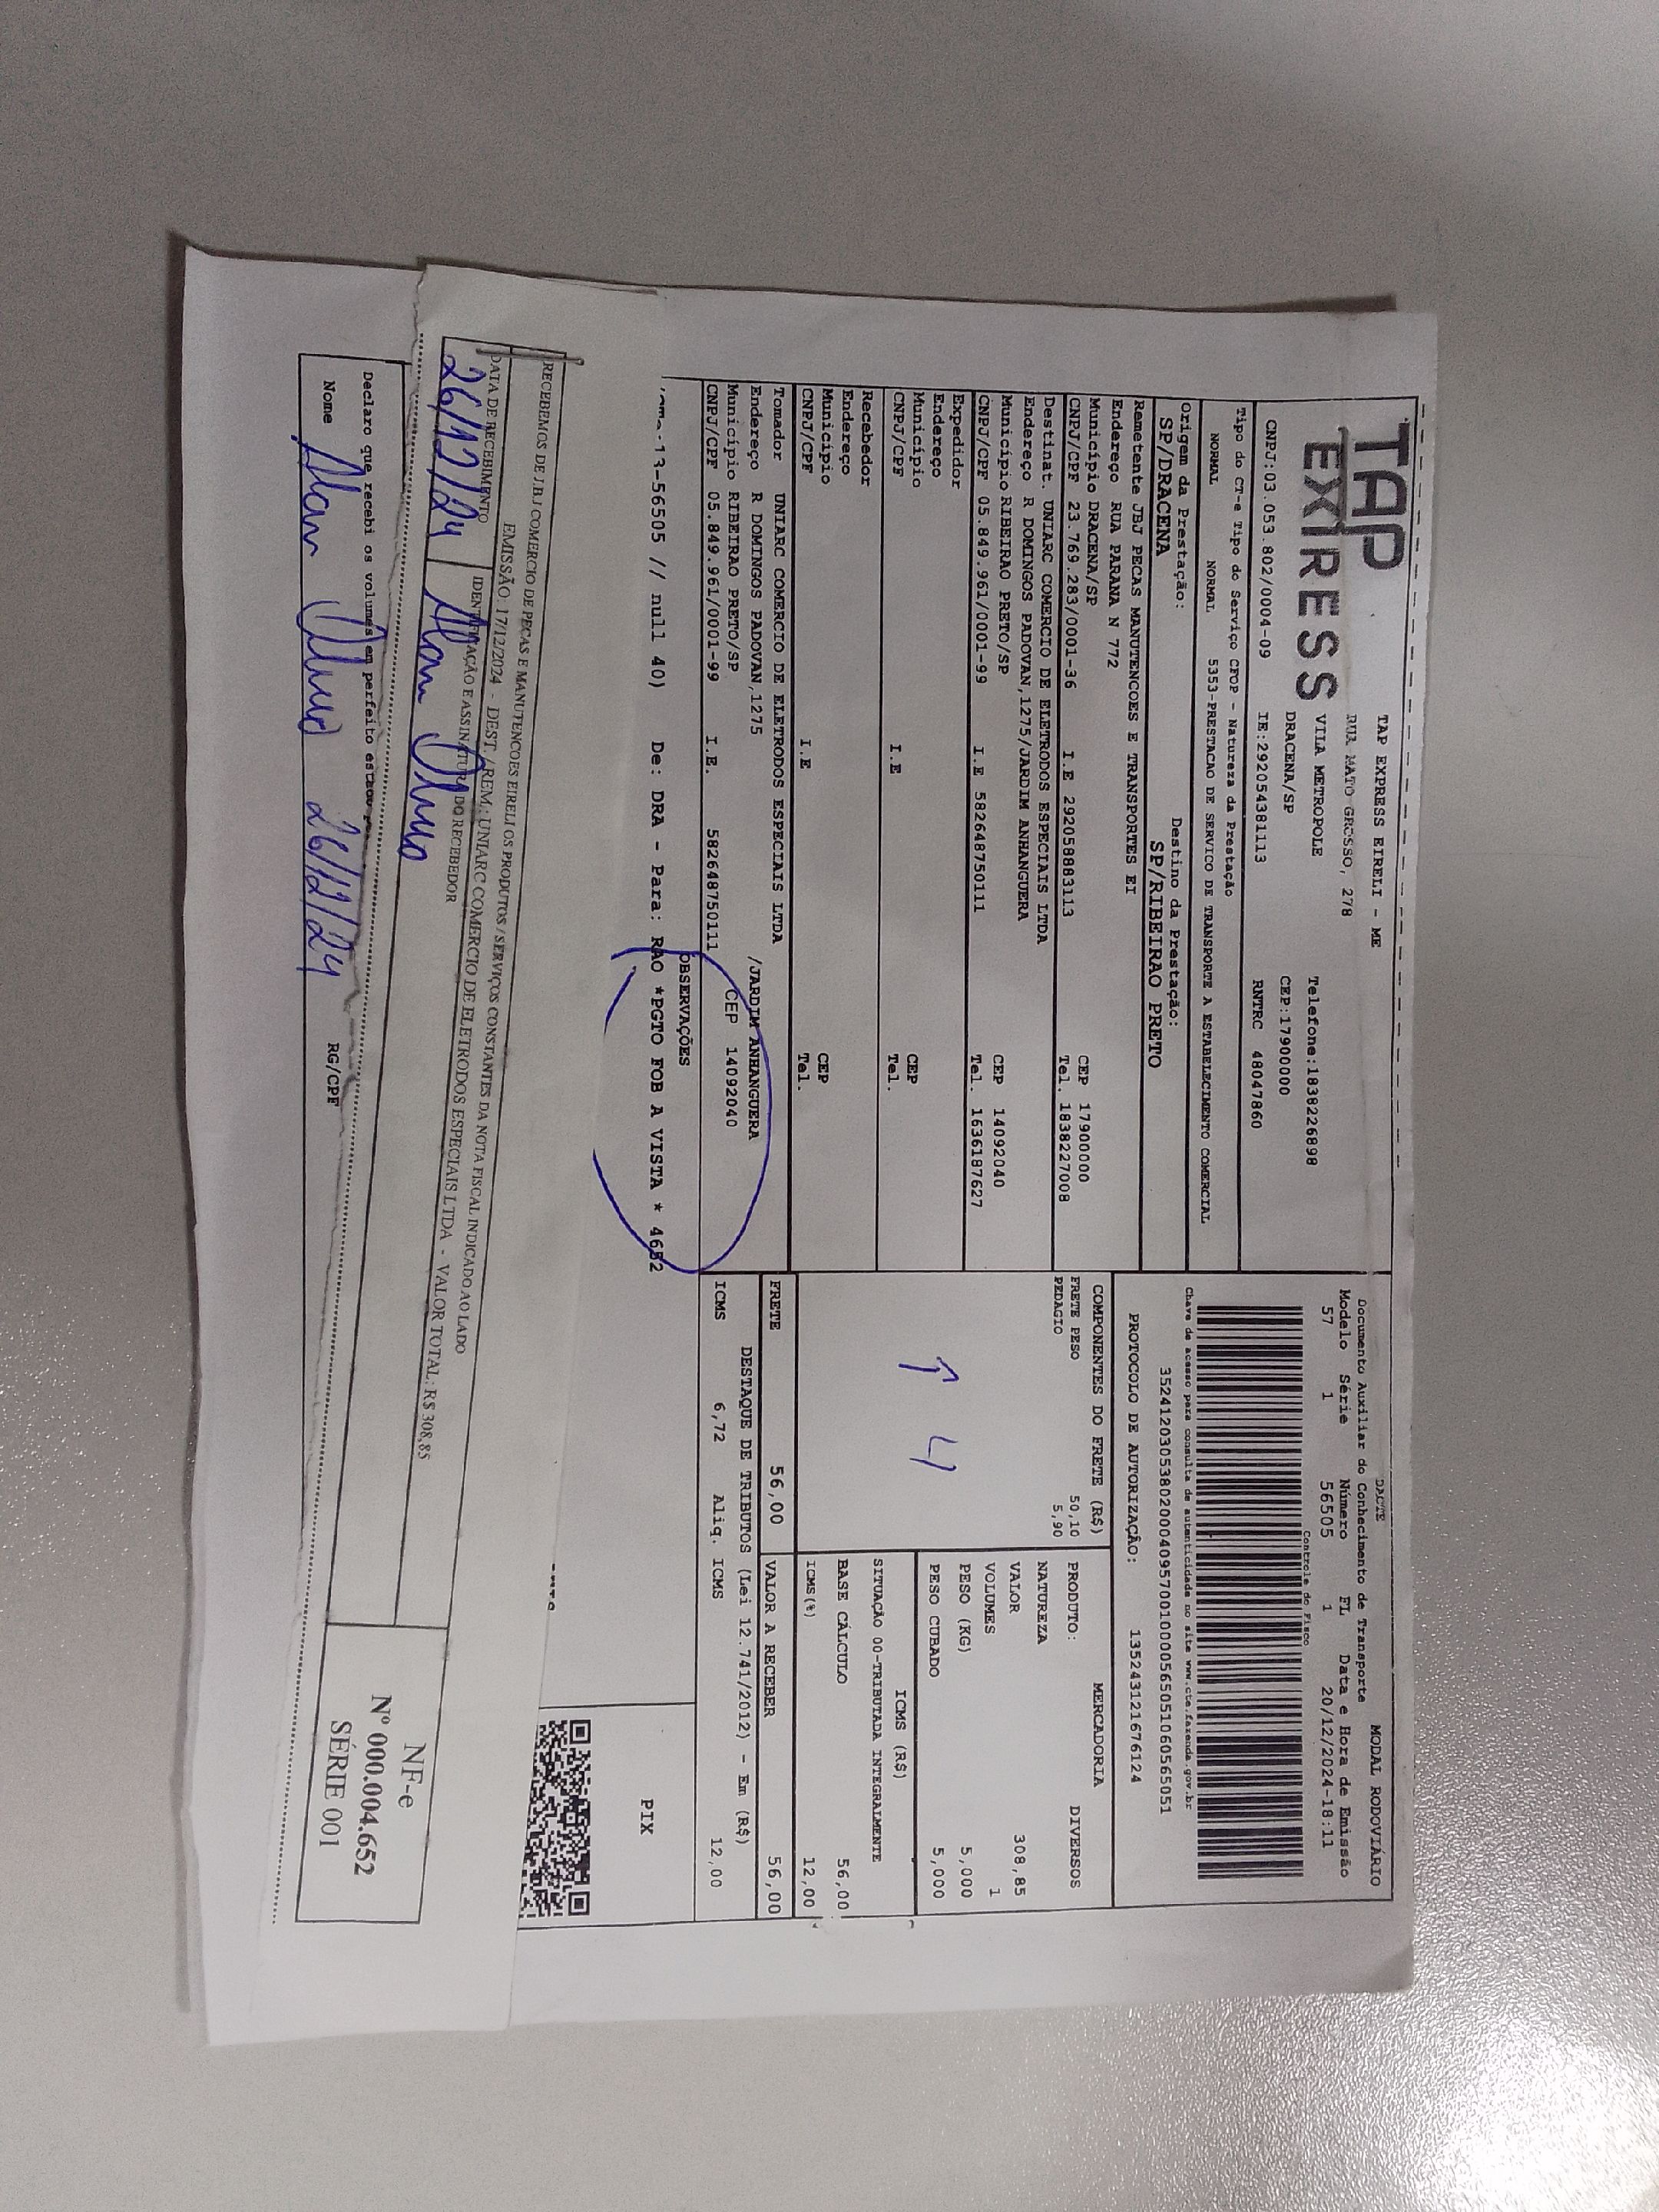 TAP
EXPRESS
TAP EXPRESS EIRELI - ME
RUA MATO GROSSO, 278
VILA METROPOLE Telefone:1838226898
DRACENA/SP CEP:17900000
CNPJ:03.053.802/0004-09 IE:292054381113 RNTRC 48047860
Tipo do CT-e Tipo do Serviço CFOP - Natureza da Prestação
NORMAL NORMAL 5353-PRESTACAO DE SERVICO DE TRANSPORTE A ESTABELECIMENTO COMERCIAL
Origem da Prestação: Destino da Prestação:
SP/DRACENA SP/RIBEIRAO PRETO
Remetente JBJ PECAS MANUTENCOES E TRANSPORTES EI
Endereço RUA PARANA N 772
Município DRACENA/SP CEP 17900000
CNPJ/CPF 23.769.283/0001-36 I.E 292058883113 Tel. 1838227008
Destinat. UNIARC COMERCIO DE ELETRODOS ESPECIAIS LTDA
Endereço R DOMINGOS PADOVAN,1275/JARDIM ANHANGUERA
Município RIBEIRAO PRETO/SP CEP 14092040
CNPJ/CPF 05.849.961/0001-99 I.E 582648750111 Tel. 1636187627
Expedidor
Endereço
Município CEP
CNPJ/CPF I.E Tel.
Recebedor
Endereço
Município CEP
CNPJ/CPF I.E Tel.
Tomador UNIARC COMERCIO DE ELETRODOS ESPECIAIS LTDA
Endereço R DOMINGOS PADOVAN,1275 /JARDIM ANHANGUERA
Município RIBEIRAO PRETO/SP CEP 14092040
CNPJ/CPF 05.849.961/0001-99 I.E. 582648750111
OBSERVAÇÕES
-13-56505 // null 40) De: DRA - Para: RAO *PGTO FOB A VISTA * 4652
DACTE MODAL RODOVIÁRIO
Documento Auxiliar do Conhecimento de Transporte
Modelo Série Número FL Data e Hora de Emissão
57 1 56505 1 20/12/2024-18:11
Controle do Fisco
Chave de acesso para consulta de autenticidade no site www.cte.fazenda.gov.br
35241203053802000409570010000565051060565051
PROTOCOLO DE AUTORIZAÇÃO: 135243121676124
COMPONENTES DO FRETE (R$)
FRETE PESO 50,10
PEDAGIO 5,90
MERCADORIA
PRODUTO: DIVERSOS
NATUREZA
VALOR 308,85
VOLUMES 1
PESO (KG) 5,000
PESO CUBADO 5,000
ICMS (R$)
SITUAÇÃO 00-TRIBUTADA INTEGRALMENTE
BASE CÁLCULO 56,00
ICMS(%) 12,00
FRETE 56,00 VALOR A RECEBER 56,00
DESTAQUE DE TRIBUTOS (Lei 12.741/2012) - Em (R$)
ICMS 6,72 Aliq. ICMS 12,00
PIX
RECEBEMOS DE J.B.J COMERCIO DE PECAS E MANUTENCOES EIRELI OS PRODUTOS / SERVIÇOS CONSTANTES DA NOTA FISCAL INDICADO AO LADO
EMISSÃO: 17/12/2024 - DEST. / REM.: UNIARC COMERCIO DE ELETRODOS ESPECIAIS LTDA - VALOR TOTAL: R$ 308,85
DATA DE RECEBIMENTO IDENTIFICAÇÃO E ASSINATURA DO RECEBEDOR
26/12/24 Alan
NF-e
Nº 000.004.652
SÉRIE 001
Declaro que recebi os volumes em perfeito estado
Nome Alan 26/12/24 RG/CPF